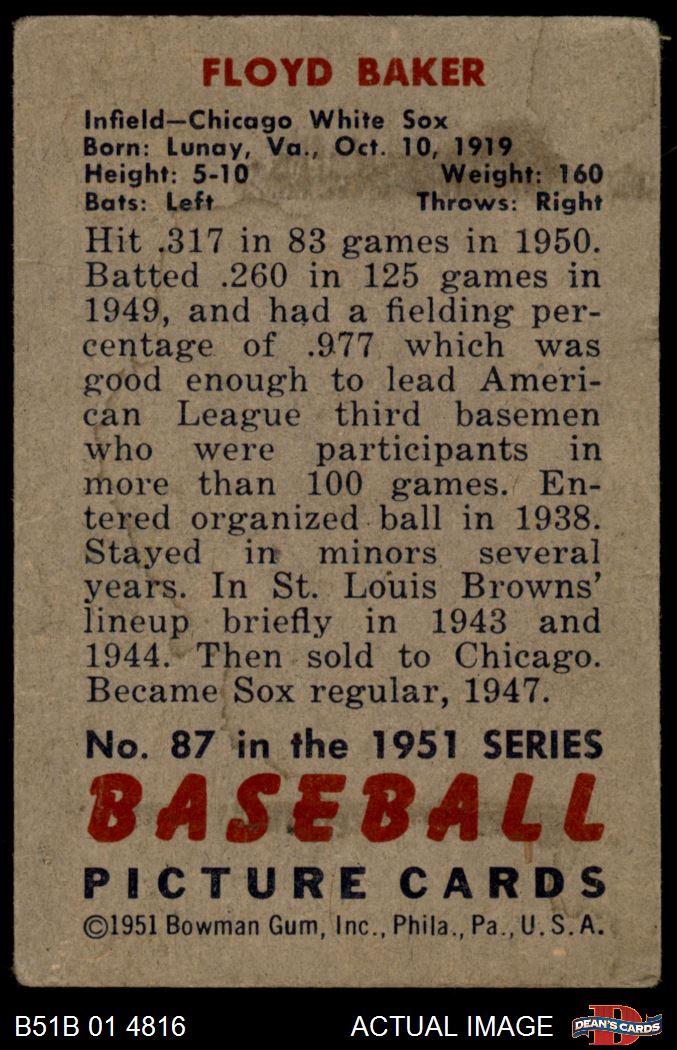 FLOYD BAKER
Infield—Chicago White Sox
Born: Lunay, Va., Oct. 10, 1919
Height: 5-10 Weight: 160
Bats: Left Throws: Right
Hit .317 in 83 games in 1950.
Batted .260 in 125 games in
1949, and had a fielding per-
centage of .977 which was
good enough to lead Ameri-
can League third basemen
who were participants in
more than 100 games. En-
tered organized ball in 1938.
Stayed in minors several
years. In St. Louis Browns'
lineup briefly in 1943 and
1944. Then sold to Chicago.
Became Sox regular, 1947.
No. 87 in the 1951 SERIES
BASEBALL
PICTURE CARDS
©1951 Bowman Gum, Inc., Phila., Pa., U.S.A.
B51B 01 4816 ACTUAL IMAGE D DEAN'S CARDS